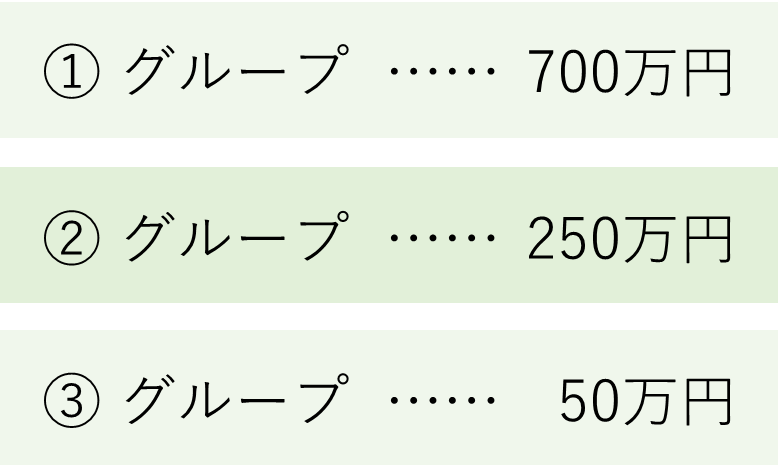 ① グループ …… 700万円
② グループ …… 250万円
③ グループ …… 50万円